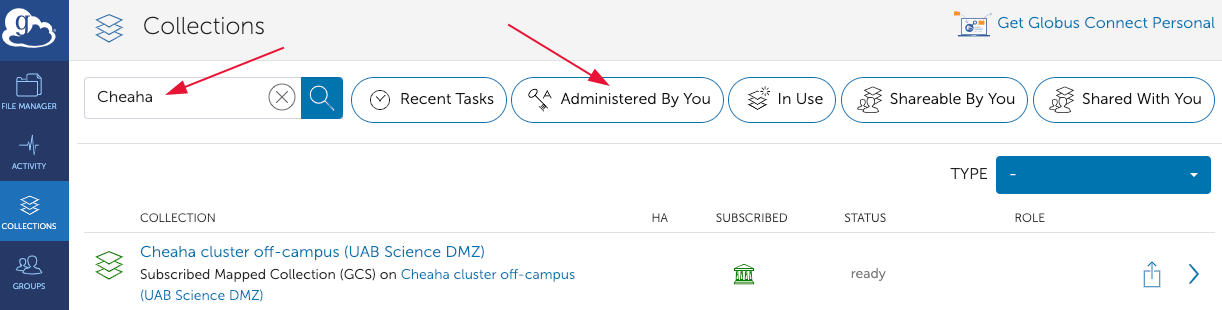 g
Collections
Get Globus Connect Personal
FILE MANAGER
ACTIVITY
COLLECTIONS
GROUPS
Cheaha
Recent Tasks
Administered By You
In Use
Shareable By You
Shared With You
TYPE -
COLLECTION HA SUBSCRIBED STATUS ROLE
Cheaha cluster off-campus (UAB Science DMZ)
Subscribed Mapped Collection (GCS) on Cheaha cluster off-campus
(UAB Science DMZ)
ready